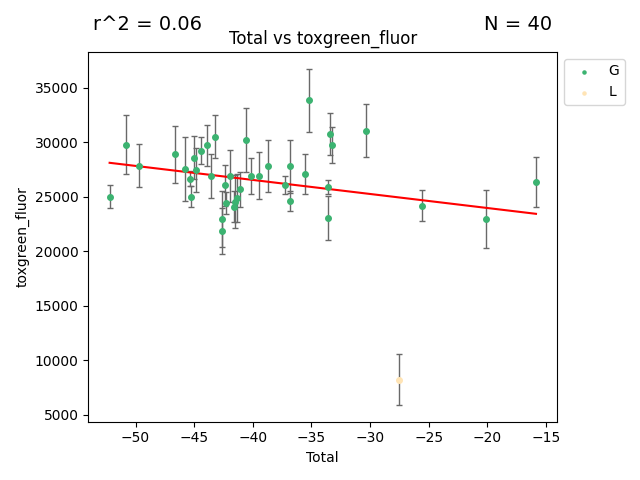 r^2 = 0.06
N = 40
Total vs toxgreen_fluor
G
L
toxgreen_fluor
35000
30000
25000
20000
15000
10000
5000
−50
−45
−40
−35
−30
−25
−20
−15
Total